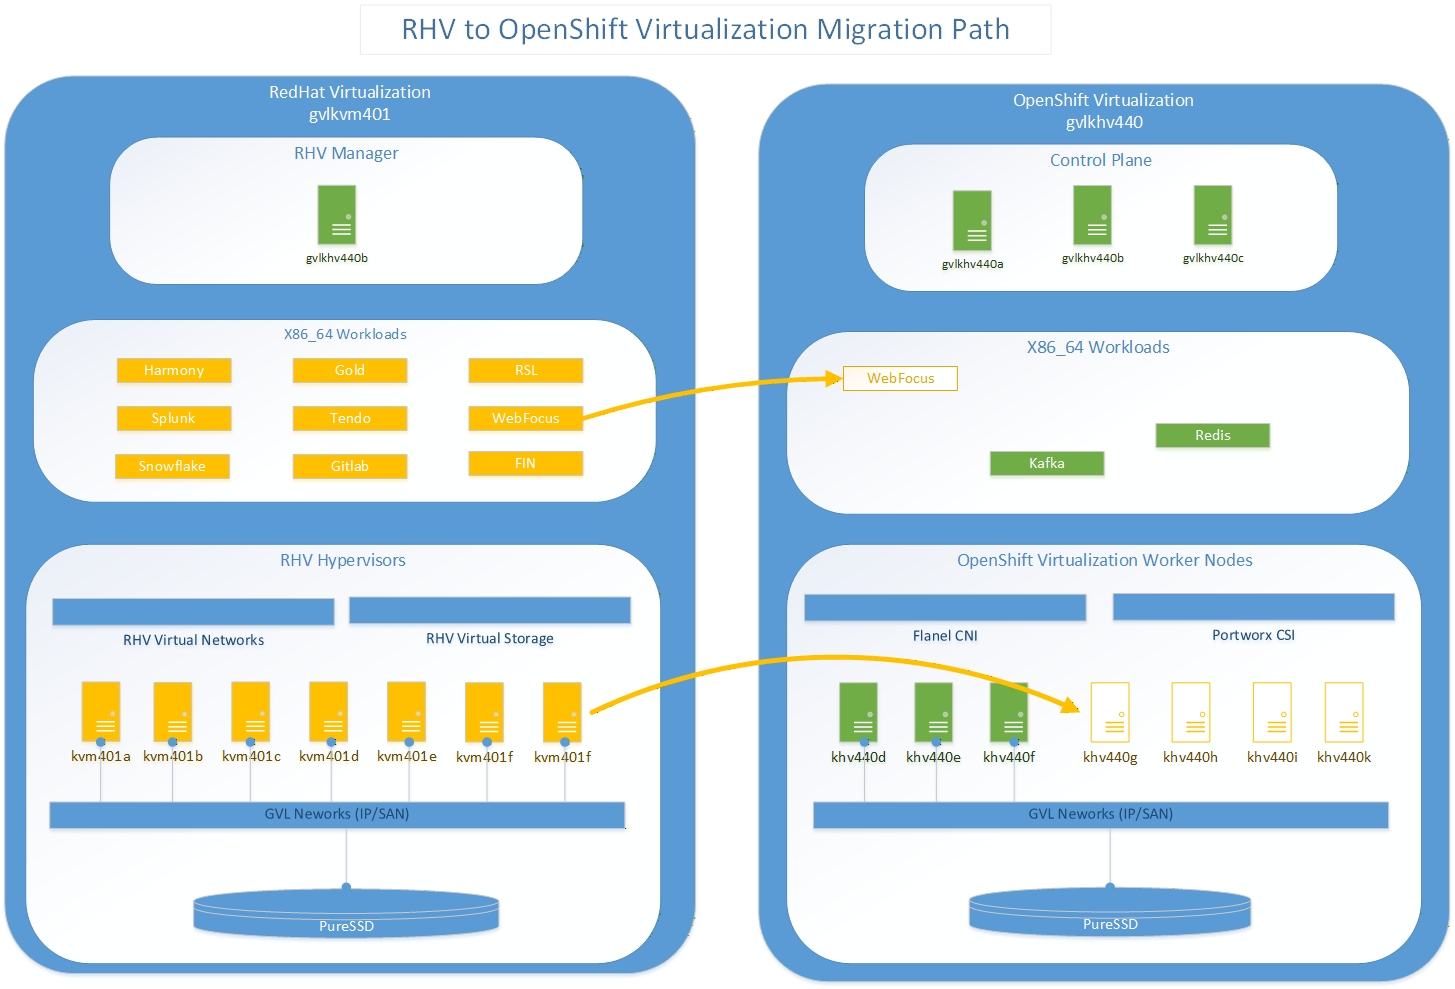 RHV to OpenShift Virtualization Migration Path
RedHat Virtualization
gvlkvm401
RHV Manager
gvlkhv440b
X86_64 Workloads
Harmony
Gold
RSL
Splunk
Tendo
WebFocus
Snowflake
Gitlab
FIN
RHV Hypervisors
RHV Virtual Networks
RHV Virtual Storage
kvm401a
kvm401b
kvm401c
kvm401d
kvm401e
kvm401f
kvm401f
GVL Neworks (IP/SAN)
PureSSD
OpenShift Virtualization
gvlkhv440
Control Plane
gvlkhv440a
gvlkhv440b
gvlkhv440c
X86_64 Workloads
WebFocus
Redis
Kafka
OpenShift Virtualization Worker Nodes
Flanel CNI
Portworx CSI
khv440d
khv440e
khv440f
khv440g
khv440h
khv440i
khv440k
GVL Neworks (IP/SAN)
PureSSD